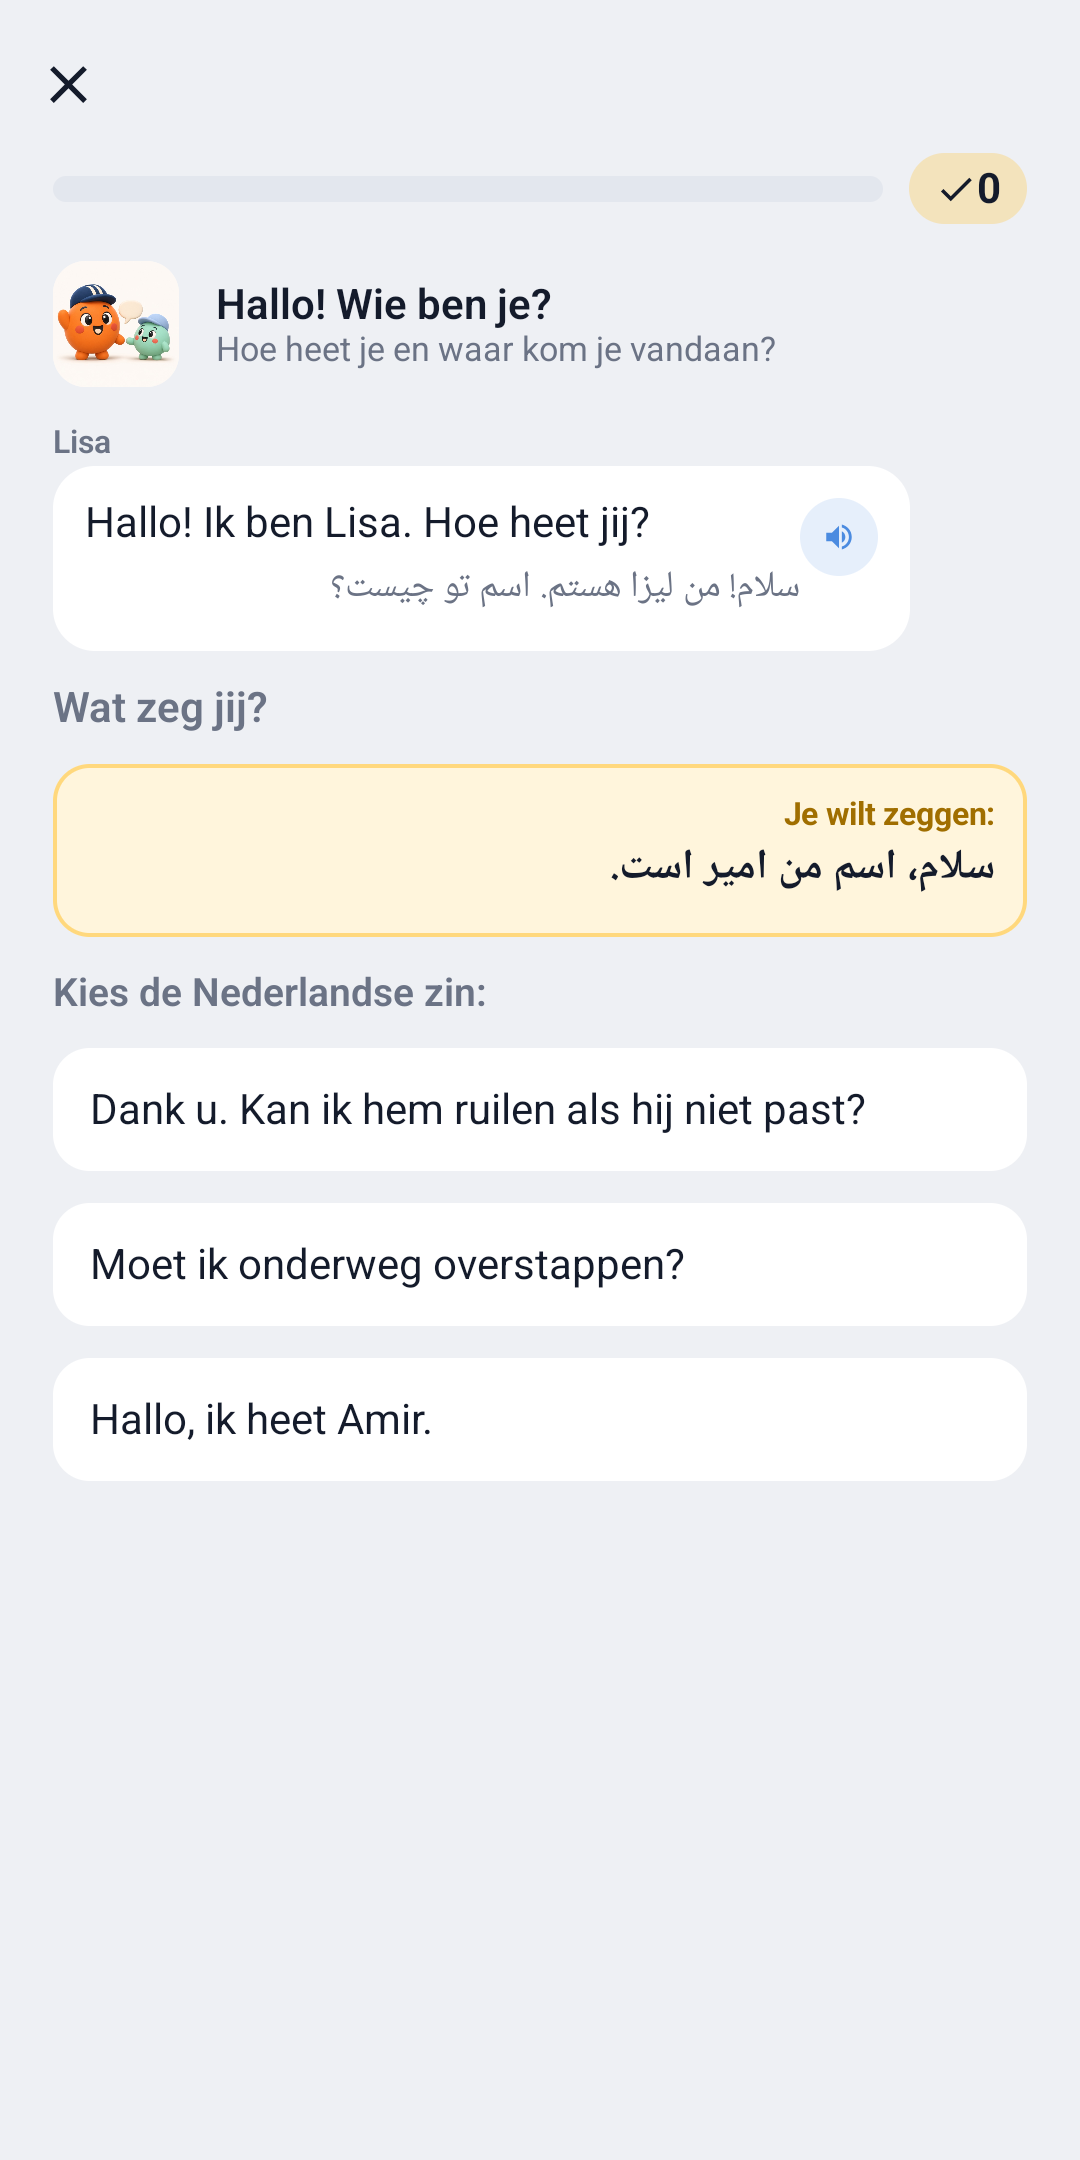 0
Hallo! Wie ben je?
Hoe heet je en waar kom je vandaan?
Lisa
Hallo! Ik ben Lisa. Hoe heet jij?
سلام! من لیزا هستم. اسم تو چیست؟
Wat zeg jij?
Je wilt zeggen:
سلام، اسم من امیر است.
Kies de Nederlandse zin:
Dank u. Kan ik hem ruilen als hij niet past?
Moet ik onderweg overstappen?
Hallo, ik heet Amir.